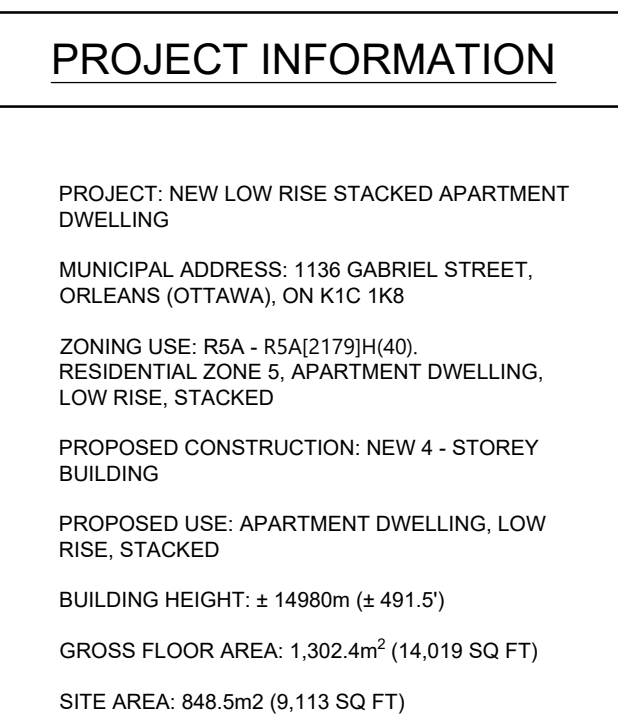 PROJECT INFORMATION
PROJECT: NEW LOW RISE STACKED APARTMENT
DWELLING
MUNICIPAL ADDRESS: 1136 GABRIEL STREET,
ORLEANS (OTTAWA), ON K1C 1K8
ZONING USE: R5A - R5A[2179]H(40).
RESIDENTIAL ZONE 5, APARTMENT DWELLING,
LOW RISE, STACKED
PROPOSED CONSTRUCTION: NEW 4 - STOREY
BUILDING
PROPOSED USE: APARTMENT DWELLING, LOW
RISE, STACKED
BUILDING HEIGHT: ± 14980m (± 491.5')
GROSS FLOOR AREA: 1,302.4m² (14,019 SQ FT)
SITE AREA: 848.5m2 (9,113 SQ FT)